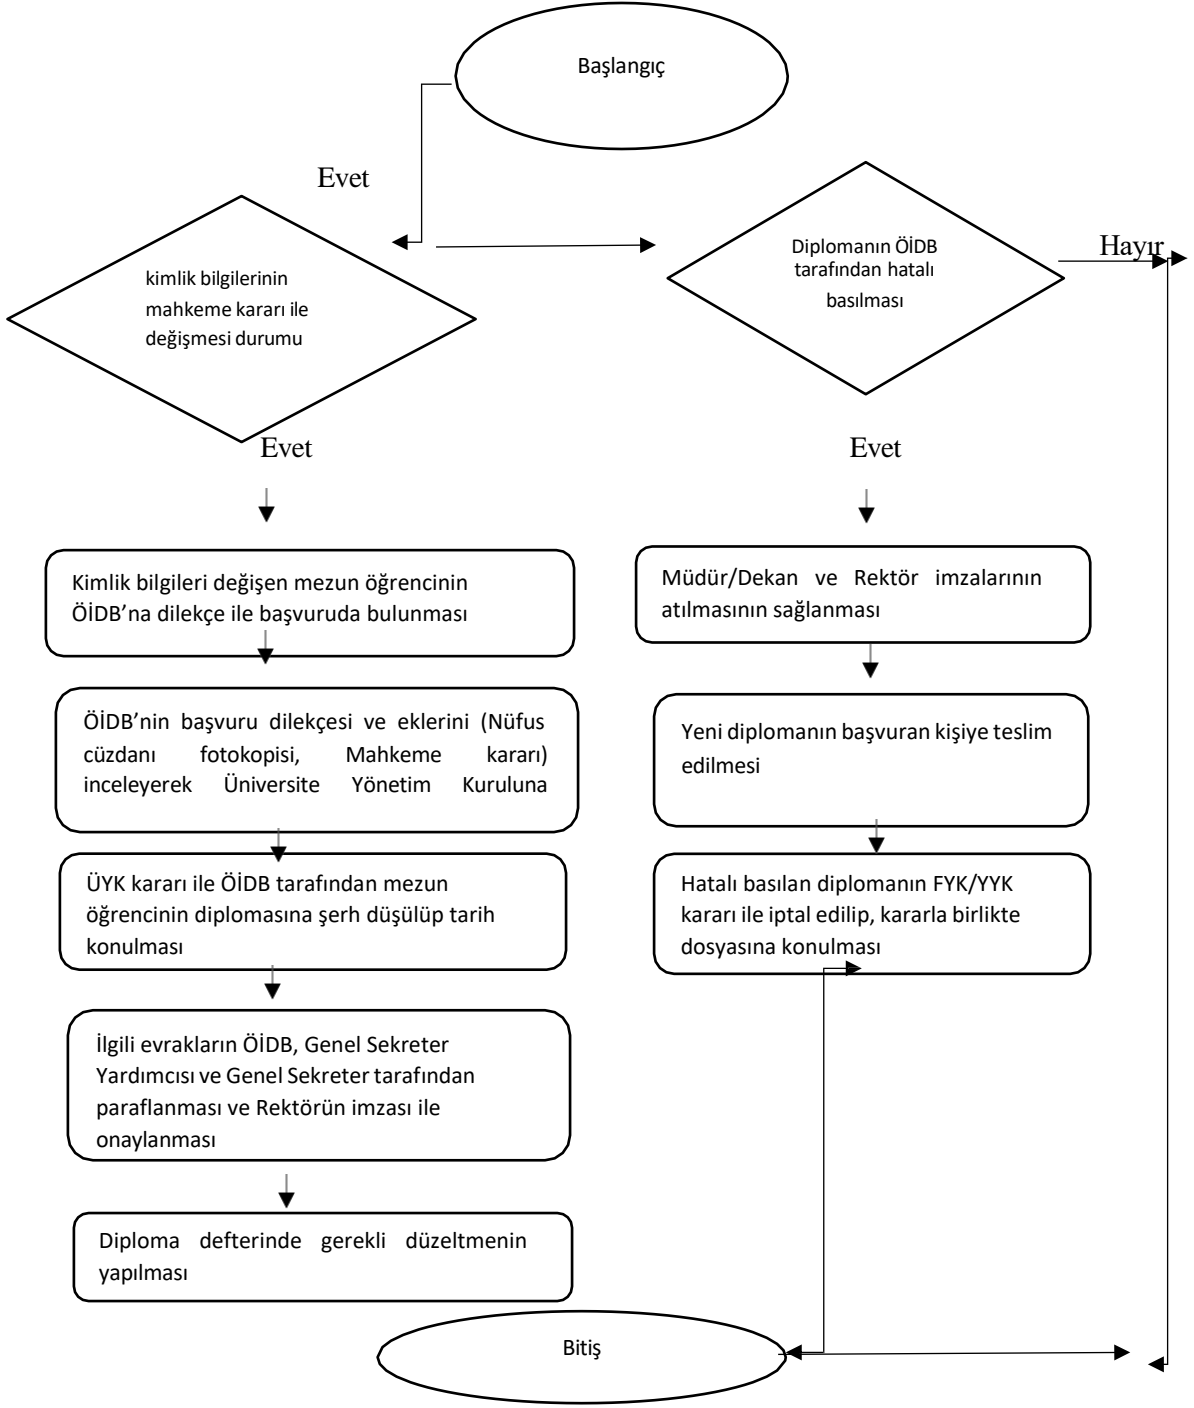 Başlangıç
Evet
kimlik bilgilerinin
mahkeme kararı ile
değişmesi durumu
Diplomanın ÖİDB
tarafından hatalı
basılması
Hayır
Evet
Evet
Kimlik bilgileri değişen mezun öğrencinin
ÖİDB’na dilekçe ile başvuruda bulunması
ÖİDB’nin başvuru dilekçesi ve eklerini (Nüfus
cüzdanı fotokopisi, Mahkeme kararı)
inceleyerek Üniversite Yönetim Kuruluna
ÜYK kararı ile ÖİDB tarafından mezun
öğrencinin diplomasına şerh düşülüp tarih
konulması
İlgili evrakların ÖİDB, Genel Sekreter
Yardımcısı ve Genel Sekreter tarafından
paraflanması ve Rektörün imzası ile
onaylanması
Diploma defterinde gerekli düzeltmenin
yapılması
Müdür/Dekan ve Rektör imzalarının
atılmasının sağlanması
Yeni diplomanın başvuran kişiye teslim
edilmesi
Hatalı basılan diplomanın FYK/YYK
kararı ile iptal edilip, kararla birlikte
dosyasına konulması
Bitiş